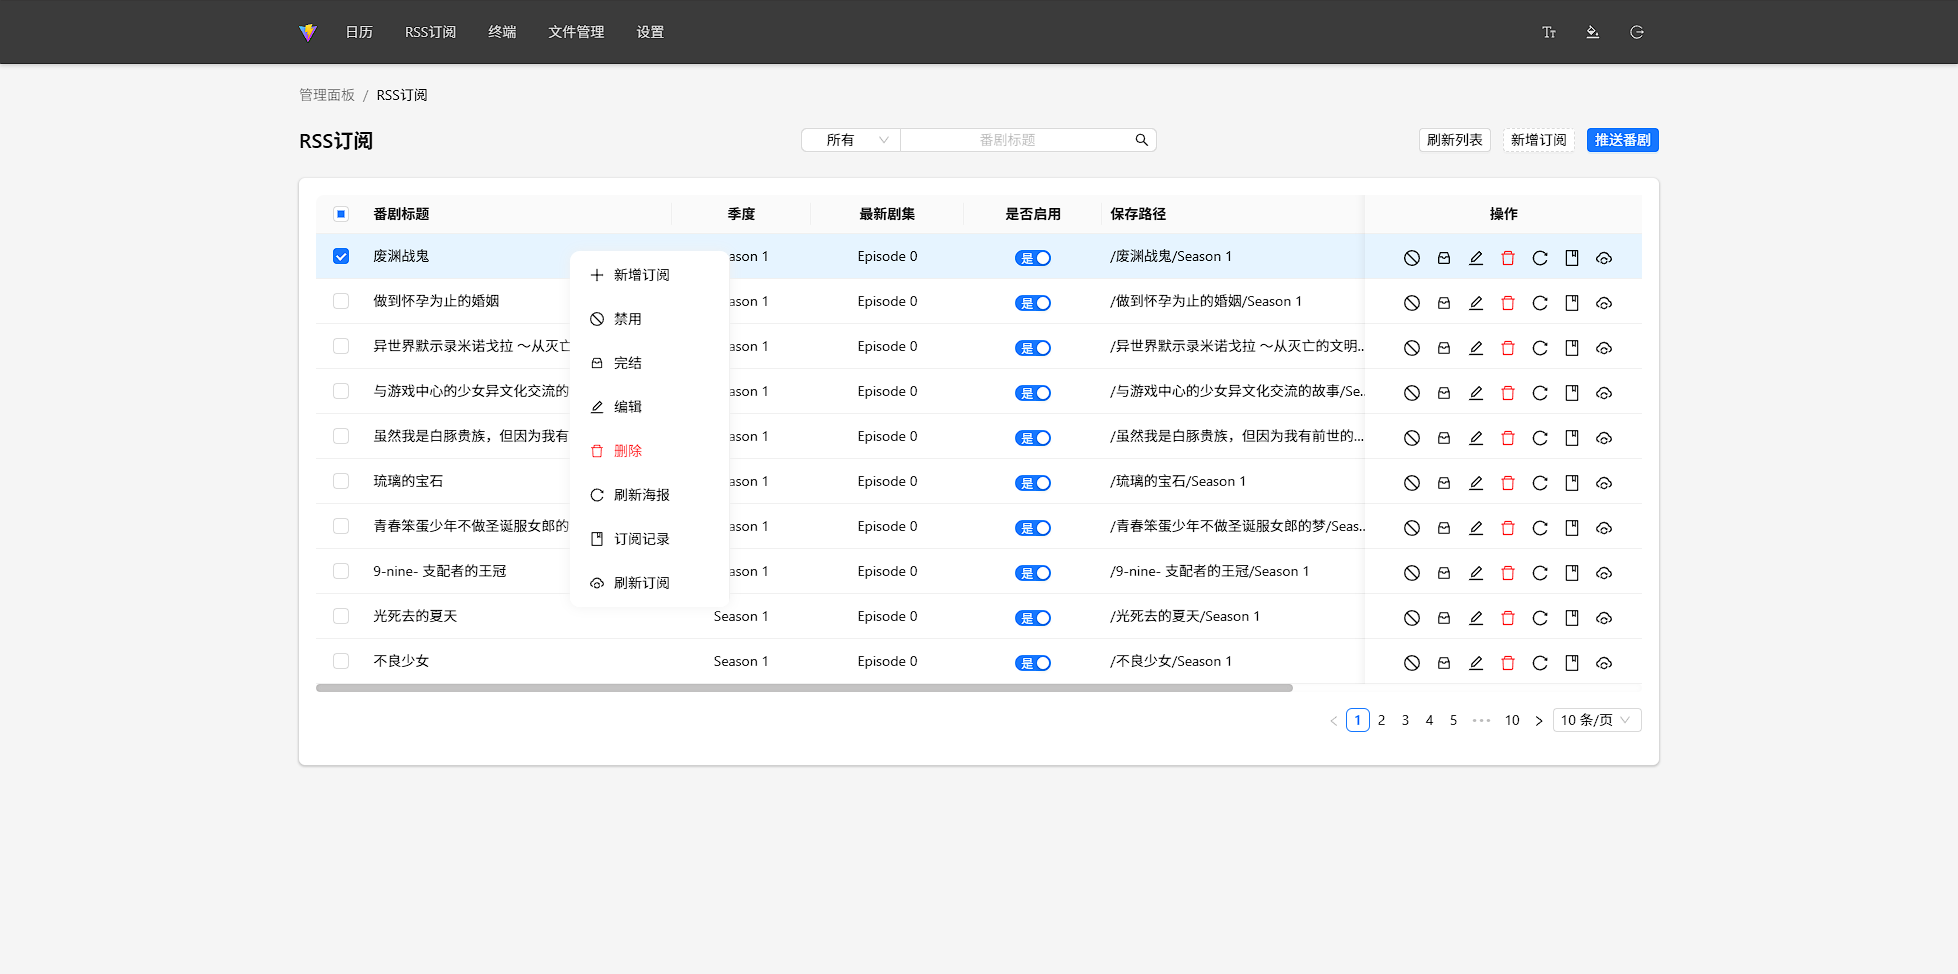 日历 RSS订阅 终端 文件管理 设置
管理面板 / RSS订阅
RSS订阅 所有 番剧标题 刷新列表 新增订阅 推送番剧
番剧标题 季度 最新剧集 是否启用 保存路径 操作
废渊战鬼 ason 1 Episode 0 是 /废渊战鬼/Season 1
做到怀孕为止的婚姻 ason 1 Episode 0 是 /做到怀孕为止的婚姻/Season 1
异世界默示录米诺戈拉 ～从灭亡 ason 1 Episode 0 是 /异世界默示录米诺戈拉 ～从灭亡的文明...
与游戏中心的少女异文化交流的 ason 1 Episode 0 是 /与游戏中心的少女异文化交流的故事/Se...
虽然我是白豚贵族，但因为我有 ason 1 Episode 0 是 /虽然我是白豚贵族，但因为我有前世的...
琉璃的宝石 ason 1 Episode 0 是 /琉璃的宝石/Season 1
青春笨蛋少年不做圣诞服女郎的 ason 1 Episode 0 是 /青春笨蛋少年不做圣诞服女郎的梦/Seas...
9-nine- 支配者的王冠 ason 1 Episode 0 是 /9-nine- 支配者的王冠/Season 1
光死去的夏天 Season 1 Episode 0 是 /光死去的夏天/Season 1
不良少女 Season 1 Episode 0 是 /不良少女/Season 1
新增订阅
禁用
完结
编辑
删除
刷新海报
订阅记录
刷新订阅
1 2 3 4 5 ••• 10 10 条/页